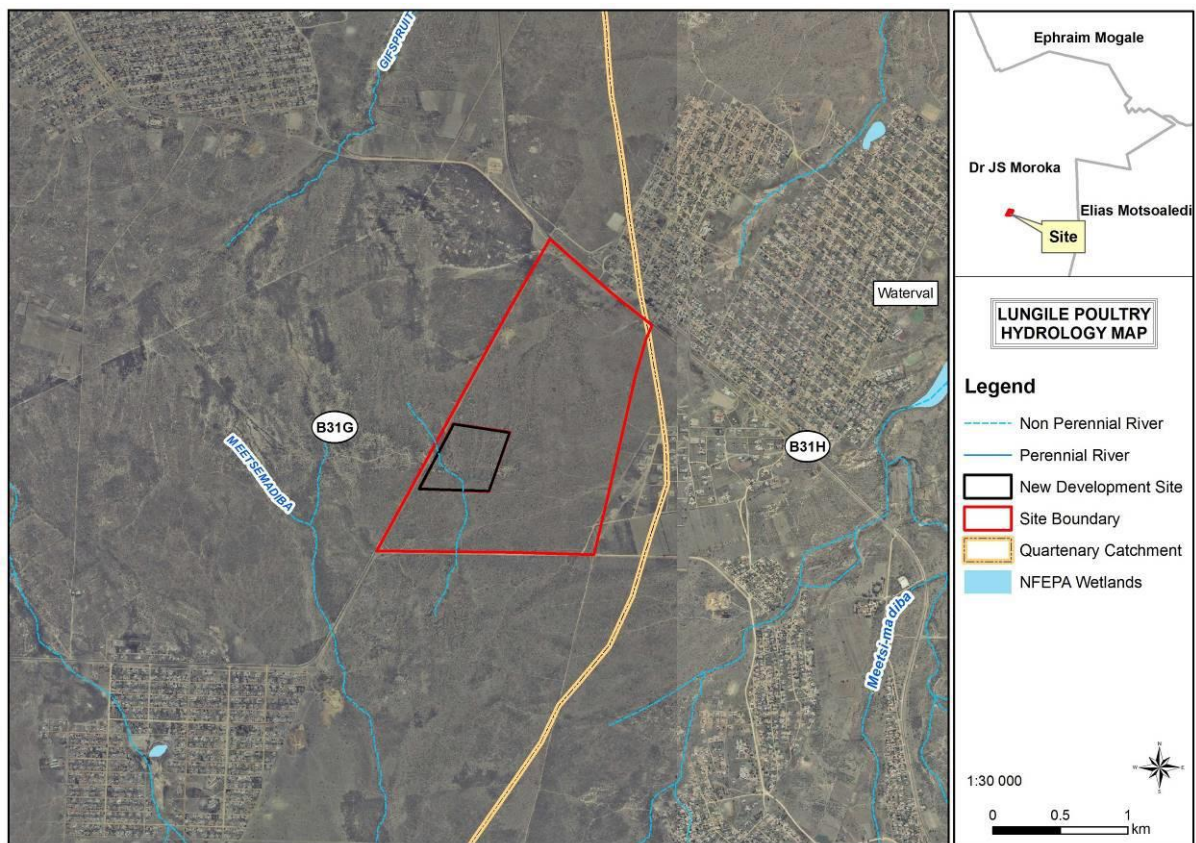 GIFSPRUIT
B31G
MEETSEMADIBA
Waterval
B31H
Meetsi-madiba
Ephraim Mogale
Dr JS Moroka
Elias Motsoaledi
Site
LUNGILE POULTRY
HYDROLOGY MAP
Legend
Non Perennial River
Perennial River
New Development Site
Site Boundary
Quartenary Catchment
NFEPA Wetlands
N
W E
S
1:30 000
0 0.5 1
km